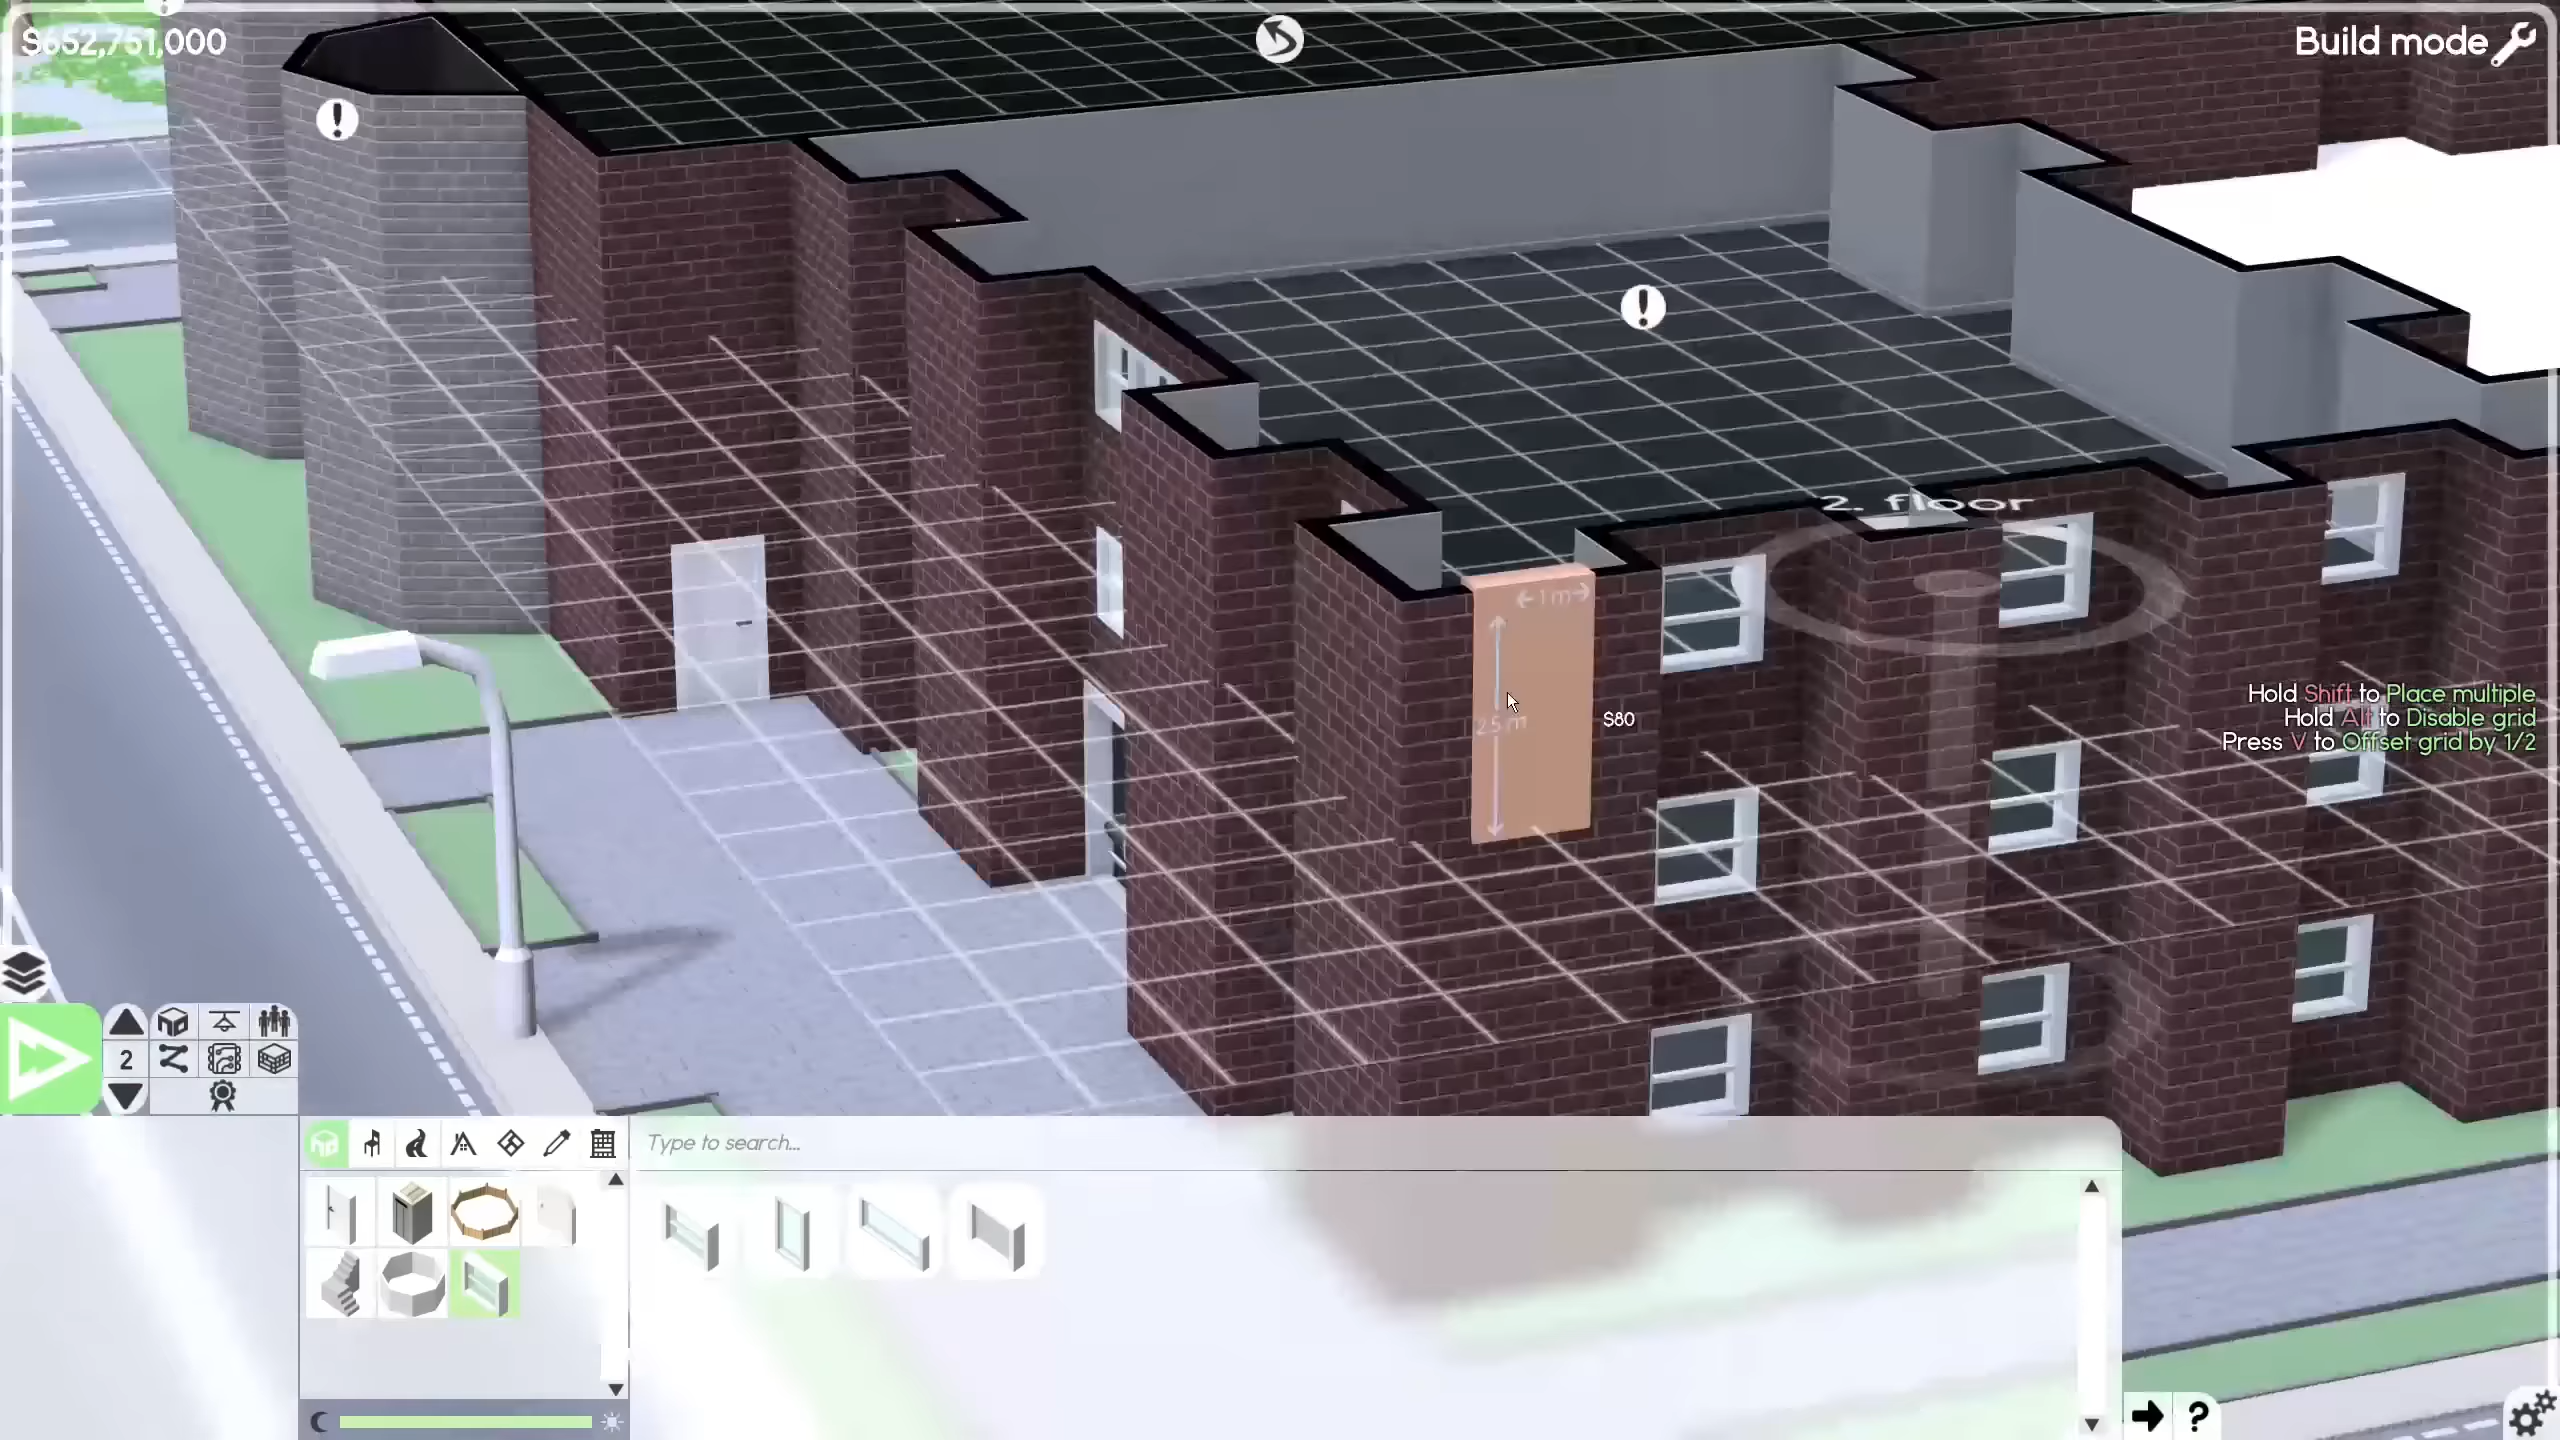 $652,751,000
Build mode
2. floor
1m
2.5 m
$80
Hold Shift to Place multiple
Hold Alt to Disable grid
Press V to Offset grid by 1/2
2
Type to search...
?